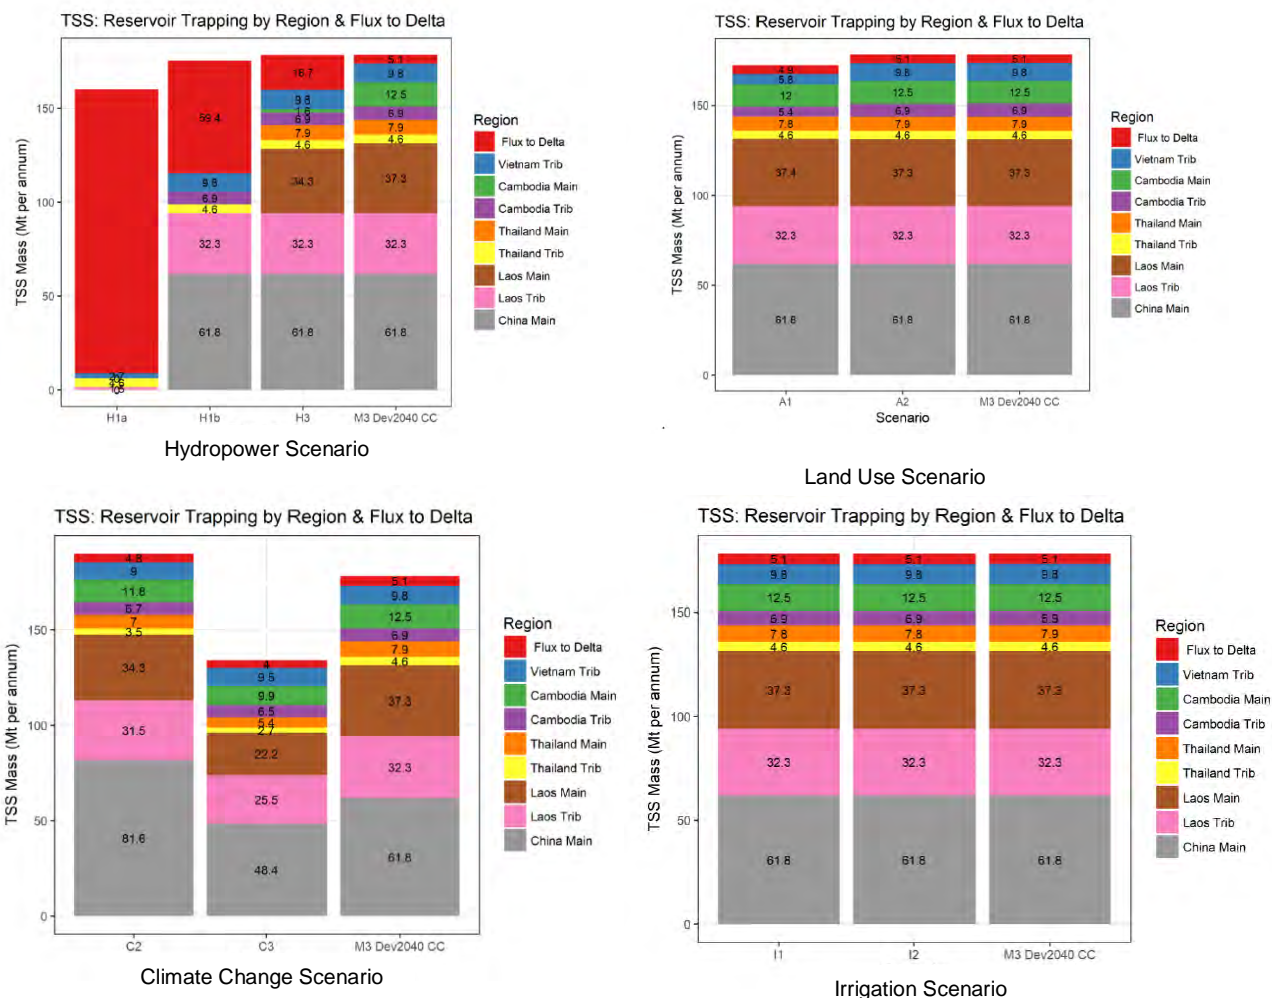 TSS: Reservoir Trapping by Region & Flux to Delta
TSS Mass (Mt per annum)
150
100
50
0
4.6
59.4
9.8
6.9
4.6
32.3
61.8
16.7
9.8
1.6
6.9
7.9
4.6
34.3
32.3
61.8
5.1
9.8
12.5
6.9
7.9
4.6
37.3
32.3
61.8
H1a
H1b
H3
M3 Dev2040 CC
Region
Flux to Delta
Vietnam Trib
Cambodia Main
Cambodia Trib
Thailand Main
Thailand Trib
Laos Main
Laos Trib
China Main
Hydropower Scenario
TSS: Reservoir Trapping by Region & Flux to Delta
TSS Mass (Mt per annum)
150
100
50
0
4.9
5.8
12
5.4
7.8
4.6
37.4
32.3
61.8
5.1
9.8
12.5
6.9
7.9
4.6
37.3
32.3
61.8
5.1
9.8
12.5
6.9
7.9
4.6
37.3
32.3
61.8
A1
A2
M3 Dev2040 CC
Scenario
Region
Flux to Delta
Vietnam Trib
Cambodia Main
Cambodia Trib
Thailand Main
Thailand Trib
Laos Main
Laos Trib
China Main
Land Use Scenario
TSS: Reservoir Trapping by Region & Flux to Delta
TSS Mass (Mt per annum)
150
100
50
0
4.8
9
11.8
6.7
7
3.5
34.3
31.5
81.6
4
9.5
9.9
6.5
5.4
2.7
22.2
25.5
48.4
5.1
9.8
12.5
6.9
7.9
4.6
37.3
32.3
61.8
C2
C3
M3 Dev2040 CC
Region
Flux to Delta
Vietnam Trib
Cambodia Main
Cambodia Trib
Thailand Main
Thailand Trib
Laos Main
Laos Trib
China Main
Climate Change Scenario
TSS: Reservoir Trapping by Region & Flux to Delta
TSS Mass (Mt per annum)
150
100
50
0
5.1
9.8
12.5
6.9
7.8
4.6
37.3
32.3
61.8
5.1
9.8
12.5
6.9
7.8
4.6
37.3
32.3
61.8
5.1
9.8
12.5
6.9
7.9
4.6
37.3
32.3
61.8
I1
I2
M3 Dev2040 CC
Region
Flux to Delta
Vietnam Trib
Cambodia Main
Cambodia Trib
Thailand Main
Thailand Trib
Laos Main
Laos Trib
China Main
Irrigation Scenario